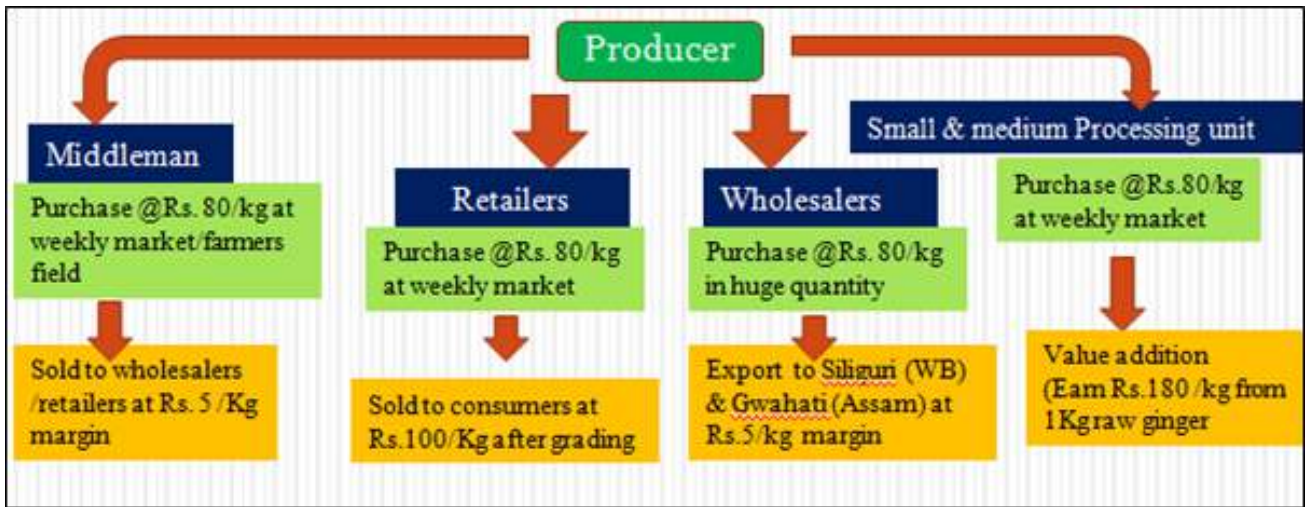 Producer
Middleman
Purchase @Rs. 80/kg at
weekly market/farmers
field
Sold to wholesalers
/retailers at Rs. 5 /Kg
margin
Retailers
Purchase @Rs. 80/kg
at weekly market
Sold to consumers at
Rs.100/Kg after grading
Wholesalers
Purchase @Rs. 80/kg
in huge quantity
Export to Siliguri (WB)
& Gwahati (Assam) at
Rs.5/kg margin
Small & medium Processing unit
Purchase @Rs.80/kg
at weekly market
Value addition
(Earn Rs.180 /kg from
1Kg raw ginger